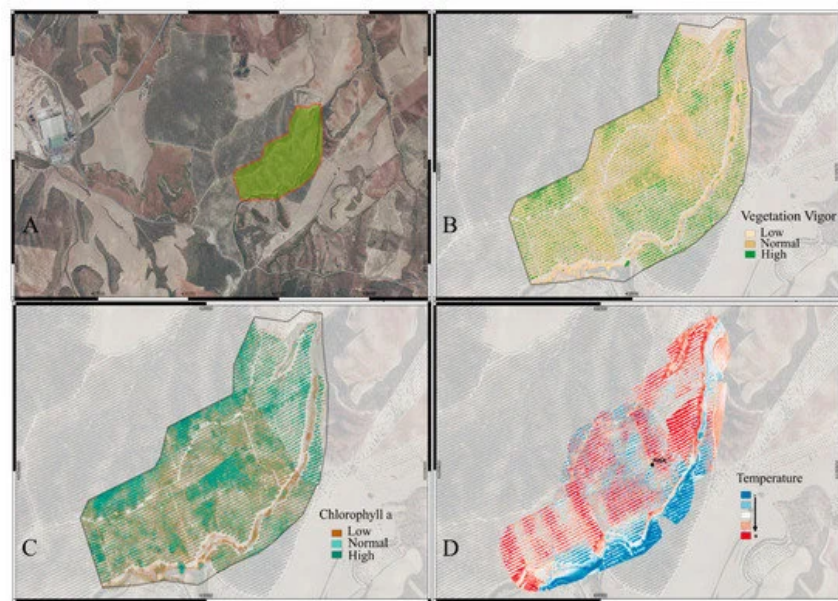 A
B
Vegetation Vigor
Low
Normal
High
C
Chlorophyll a
Low
Normal
High
D
Temperature